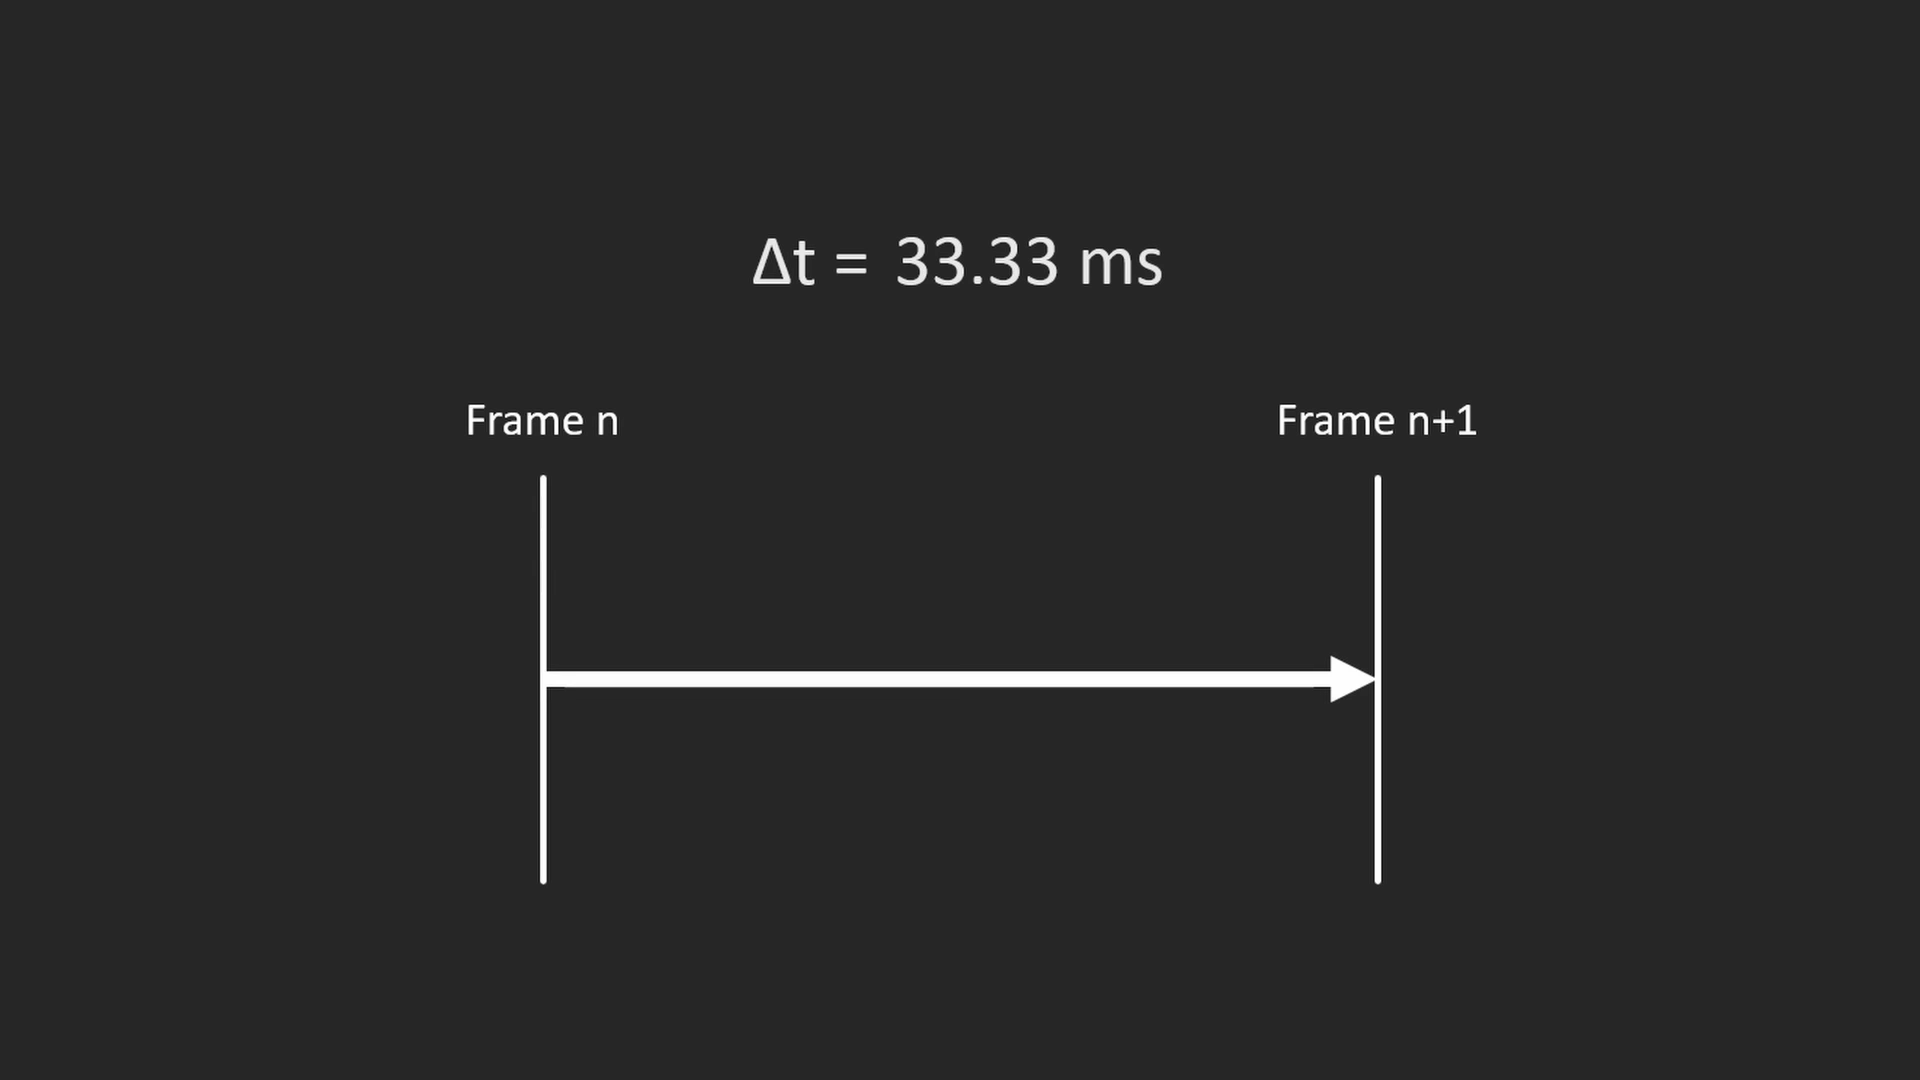 Δt = 33.33 ms
Frame n
Frame n+1